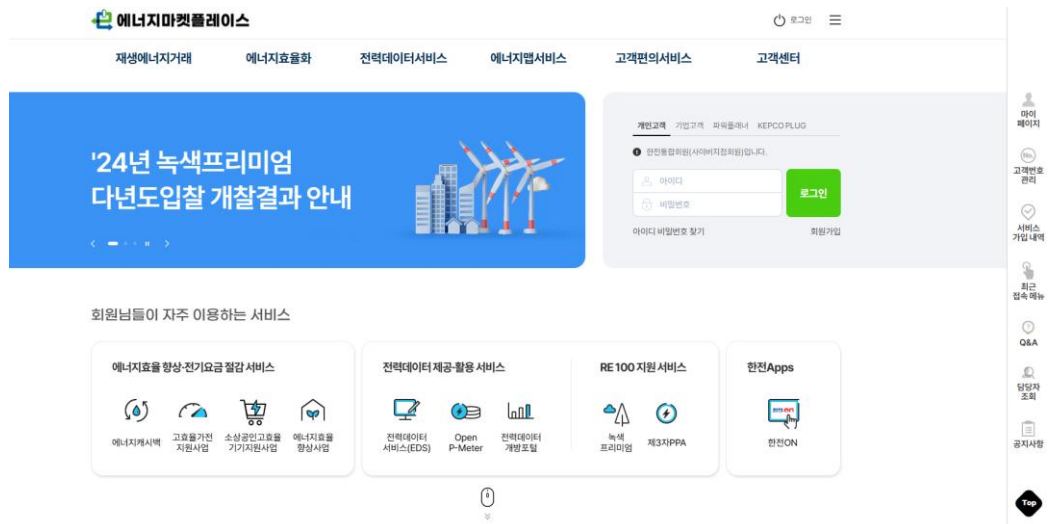 에너지마켓플레이스
로그인
재생에너지거래 에너지효율화 전력데이터서비스 에너지맵서비스 고객편의서비스 고객센터
'24년 녹색프리미엄
다년도입찰 개찰결과 안내
개인고객 기업고객 파워플래너 KEPCO PLUG
한전통합회원(사이버지점회원)입니다.
아이디
비밀번호
로그인
아이디 비밀번호 찾기 회원가입
회원님들이 자주 이용하는 서비스
에너지효율 향상·전기요금 절감 서비스
에너지캐시백
고효율가전
지원사업
소상공인고효율
기기지원사업
에너지효율
향상사업
전력데이터 제공·활용 서비스
전력데이터
서비스(EDS)
Open
P-Meter
전력데이터
개방포털
RE100 지원 서비스
녹색
프리미엄
제3자PPA
한전Apps
한전ON
마이
페이지
No.
고객번호
관리
서비스
가입 내역
최근
접속 메뉴
Q&A
담당자
조회
공지사항
Top